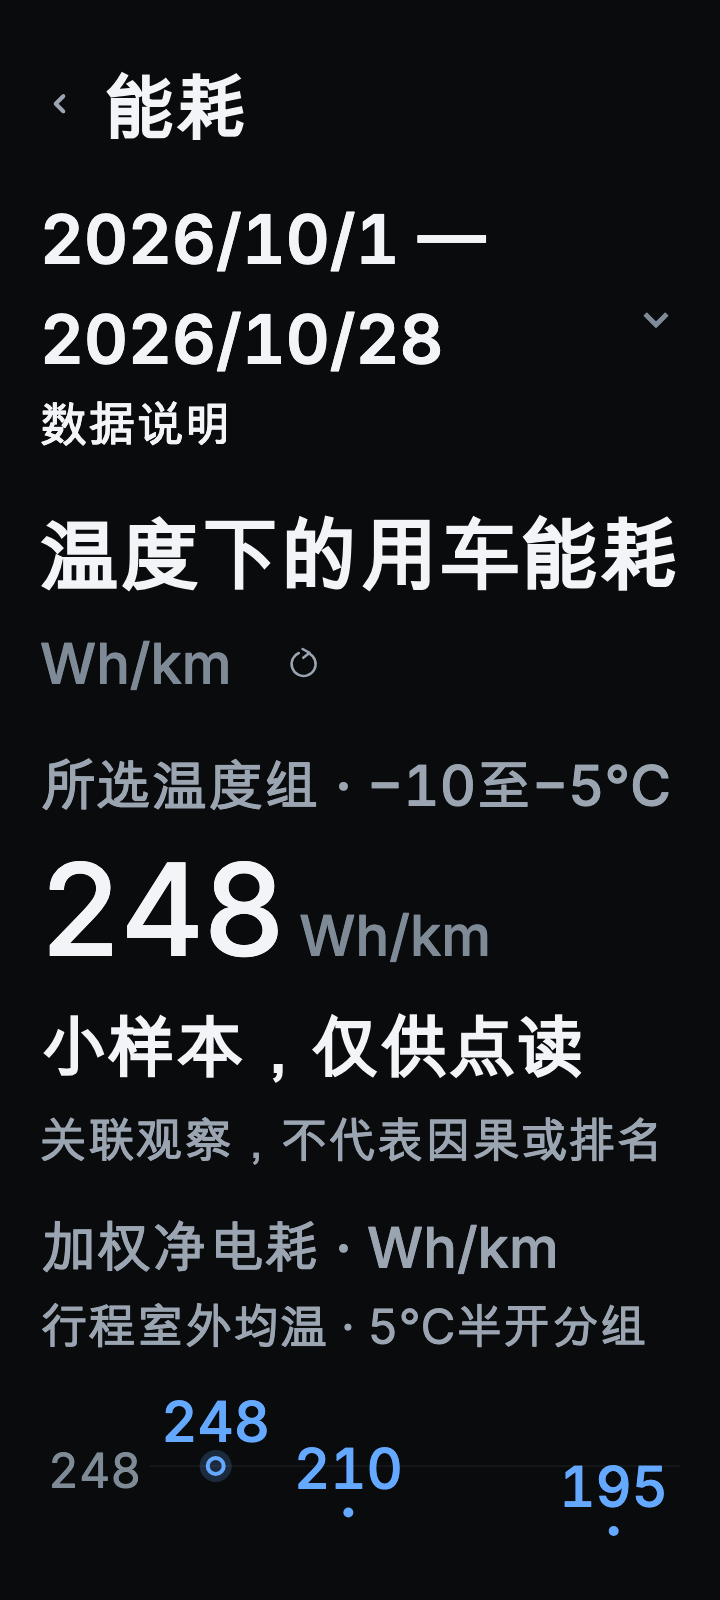 能耗
2026/10/1 —
2026/10/28
数据说明
温度下的用车能耗
Wh/km
所选温度组 · −10至−5°C
248 Wh/km
小样本，仅供点读
关联观察，不代表因果或排名
加权净电耗 · Wh/km
行程室外均温 · 5°C半开分组
248
248
210
195